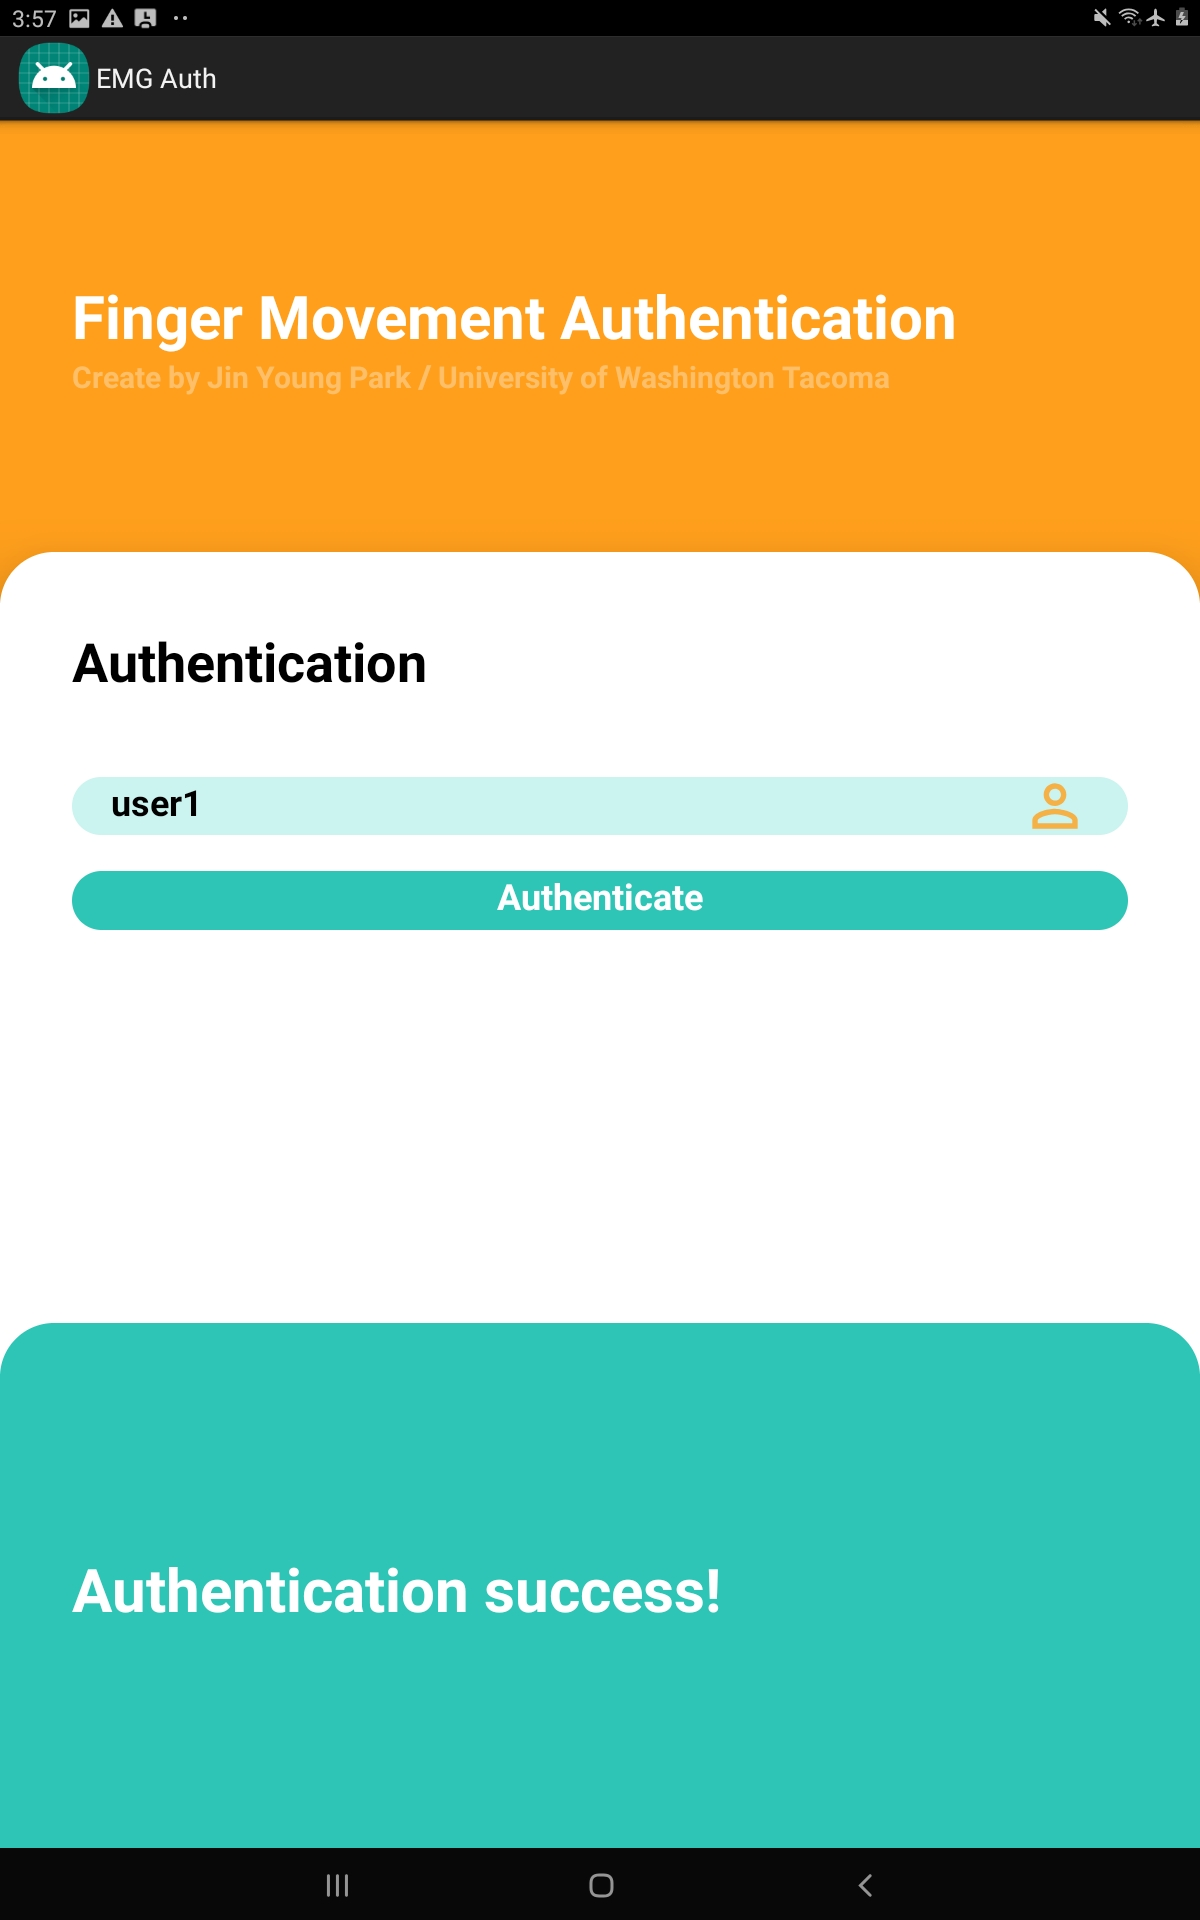 3:57
EMG Auth
Finger Movement Authentication
Create by Jin Young Park / University of Washington Tacoma
Authentication
user1
Authenticate
Authentication success!